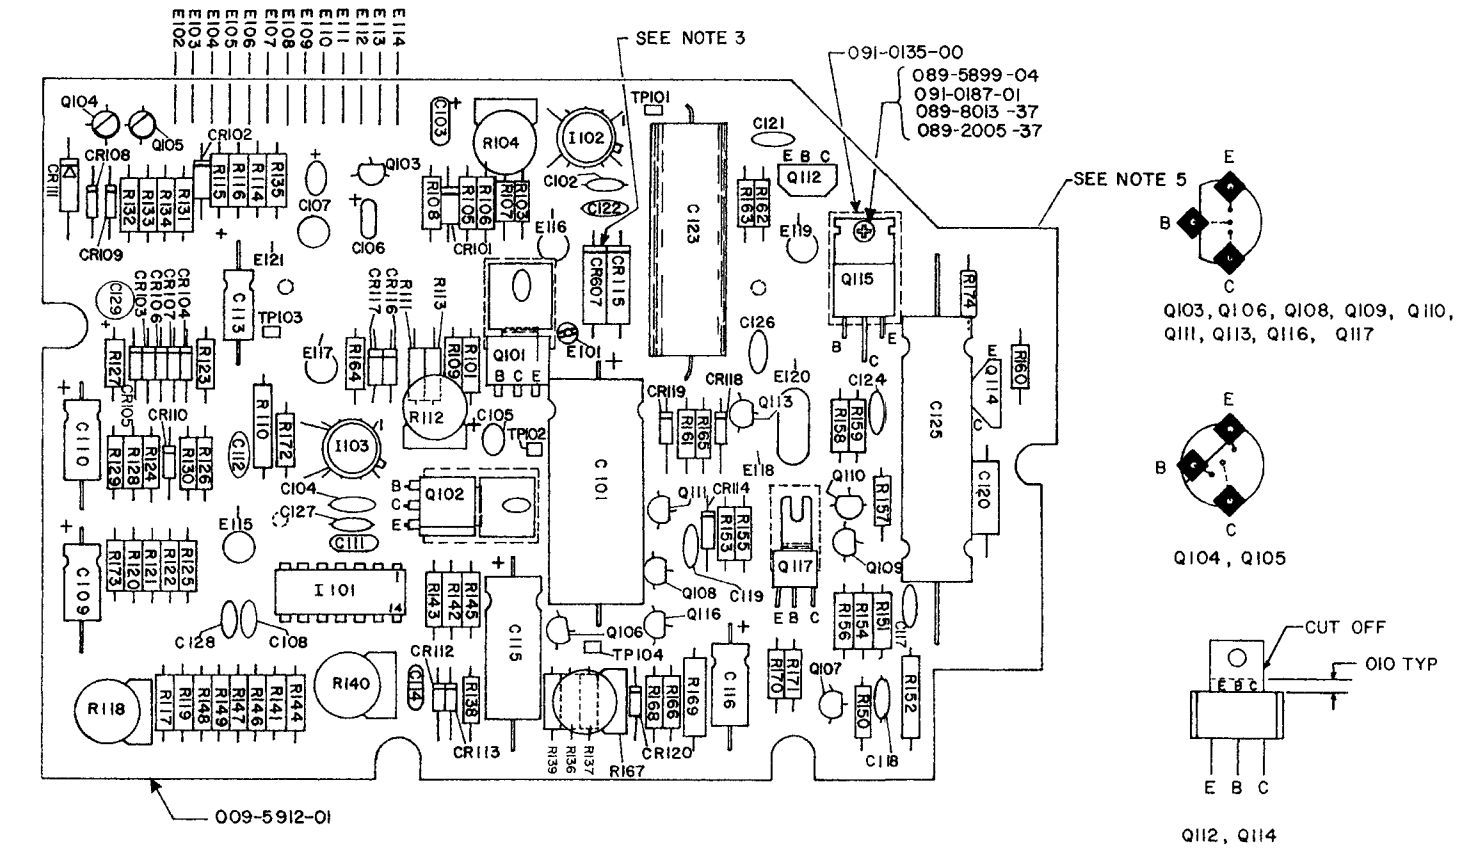 E102
E103
E104
E105
E106
E107
E108
E109
E110
E111
E112
E113
E114
SEE NOTE 3
091-0135-00
089-5899-04
091-0187-01
089-8013-37
089-2005-37
SEE NOTE 5
Q104
Q105
CR102
CR108
CR111
CR109
R132
R133
R134
R131
R115
R116
R114
R135
+
C107
Q103
+
C106
C103
+
R104
I102
C102
C122
TP101
R108
R105
R106
R107
R103
CR101
E116
CR607
CR115
C123
C121
E B C
Q112
R163
R162
E119
Q115
B
C
E
R174
E
B
C
Q103, Q106, Q108, Q109, Q110,
Q111, Q113, Q116, Q117
C129
+
CR103
CR106
CR107
CR104
+
E121
C113
TP103
E117
CR117
CR116
R111
R113
R164
R109
R101
Q101
B C E
E101
+
C126
R127
CR105
R123
CR110
+
C110
R129
R128
R124
R130
R126
C112
R110
R172
I103
R112
+
C105
TP102
C101
CR119
CR118
R161
R165
Q113
E120
E118
C124
R158
R159
C125
E
Q114
C
R160
C120
E
B
C
Q104, Q105
C104
C127
C111
B
C
E
Q102
Q111
CR114
R153
R155
C119
Q110
R157
Q109
Q117
E B C
+
C109
E115
R173
R120
R121
R122
R125
I 101
1
14
C128
C108
R143
R142
R145
+
C115
Q108
Q116
Q106
TP104
R156
R154
R151
C117
R118
R117
R119
R148
R149
R147
R146
R141
R144
R140
C114
CR112
CR113
R138
R139
R136
R137
R167
CR120
R168
R166
R169
+
C116
R170
R171
Q107
R150
C118
R152
009-5912-01
CUT OFF
010 TYP
E B C
E B C
Q112, Q114